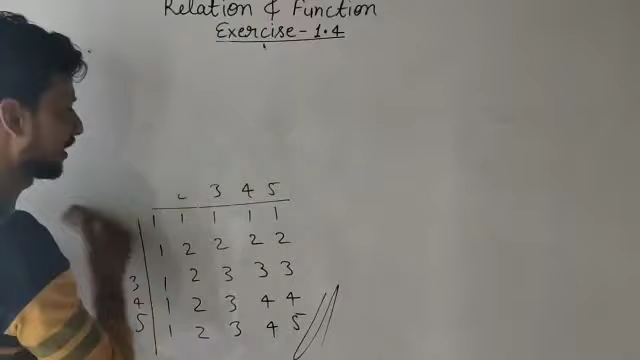 Relation & Function
Exercise - 1.4
2 3 4 5
1 1 1 1 1
1 2 2 2 2
3 1 2 3 3 3
4 1 2 3 4 4
5 1 2 3 4 5